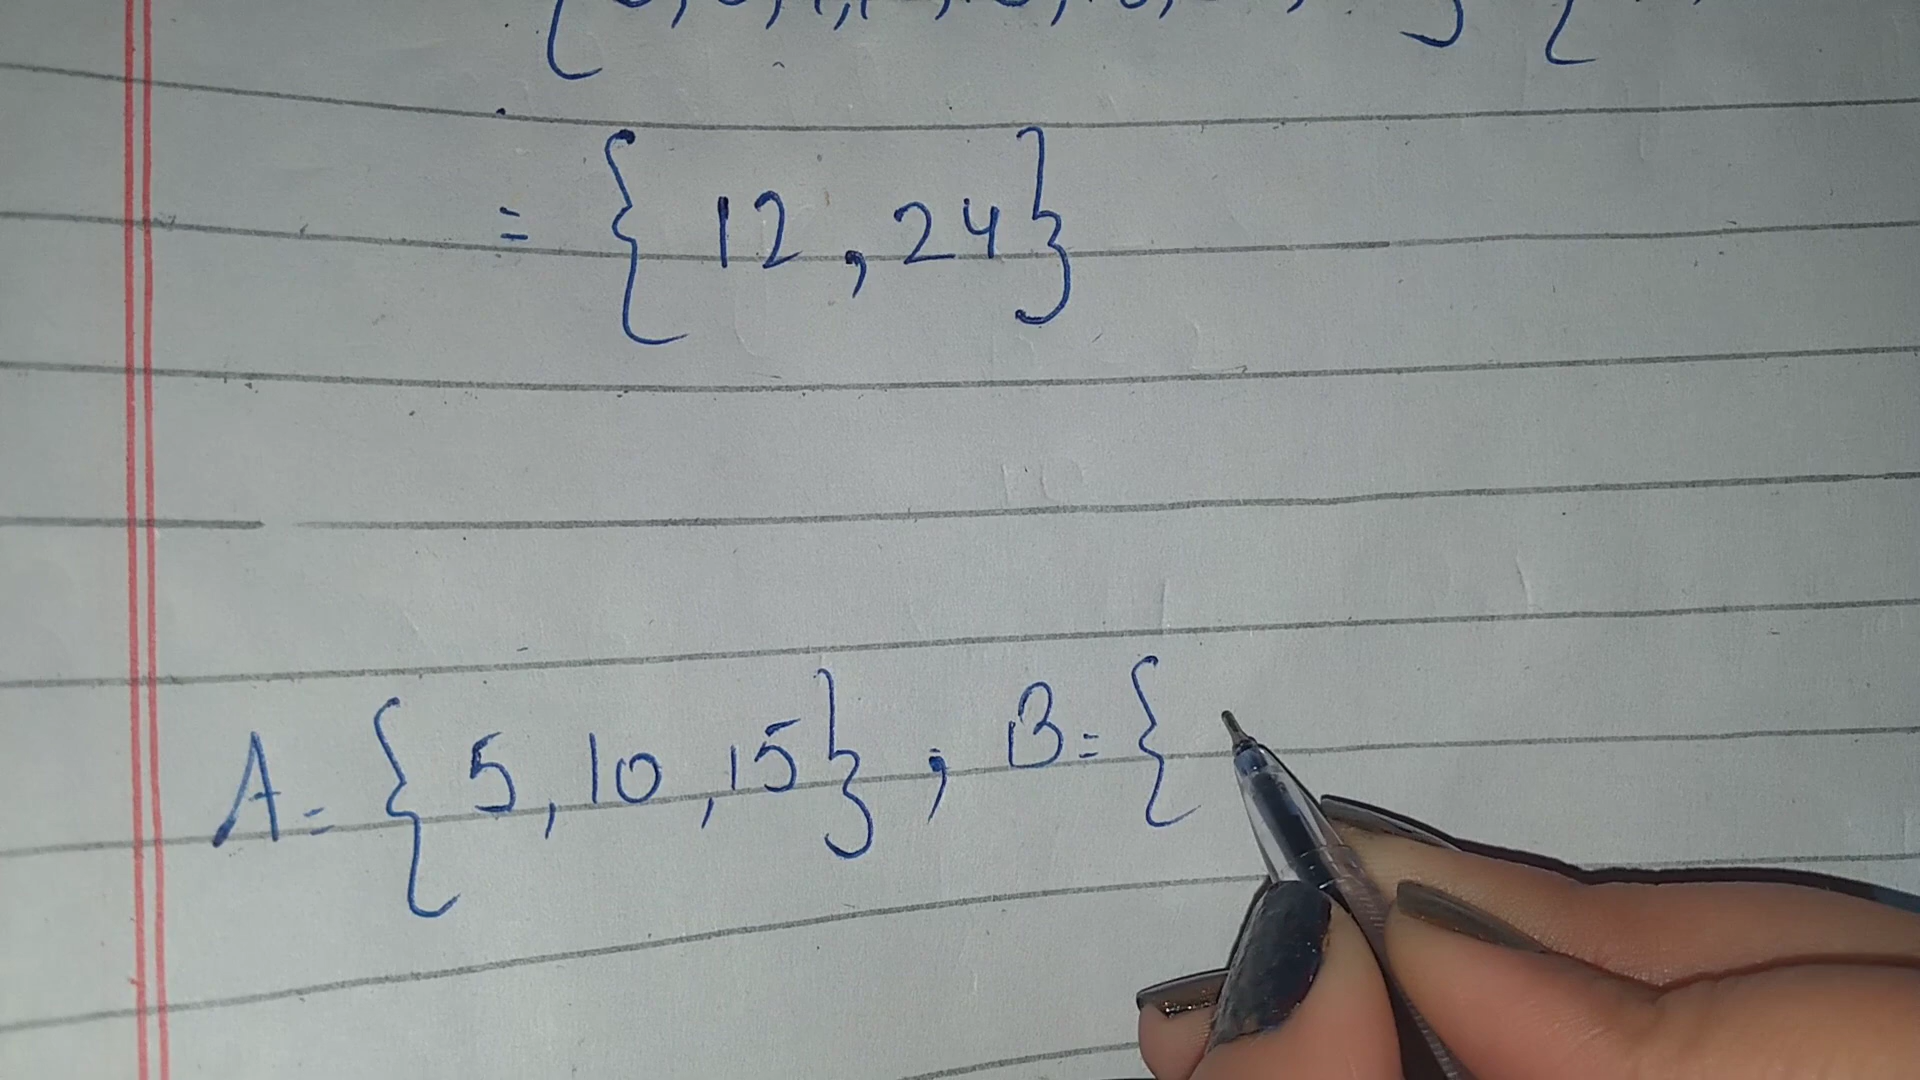 = { 12 , 24 }
A = { 5 , 10 , 15 } , B = {